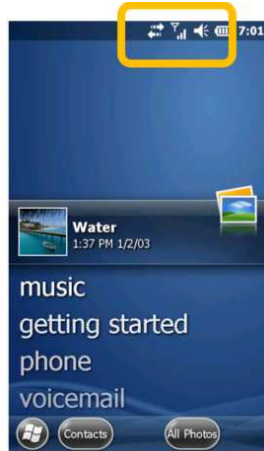 7:01
Water
1:37 PM 1/2/03
music
getting started
phone
voicemail
Contacts All Photos